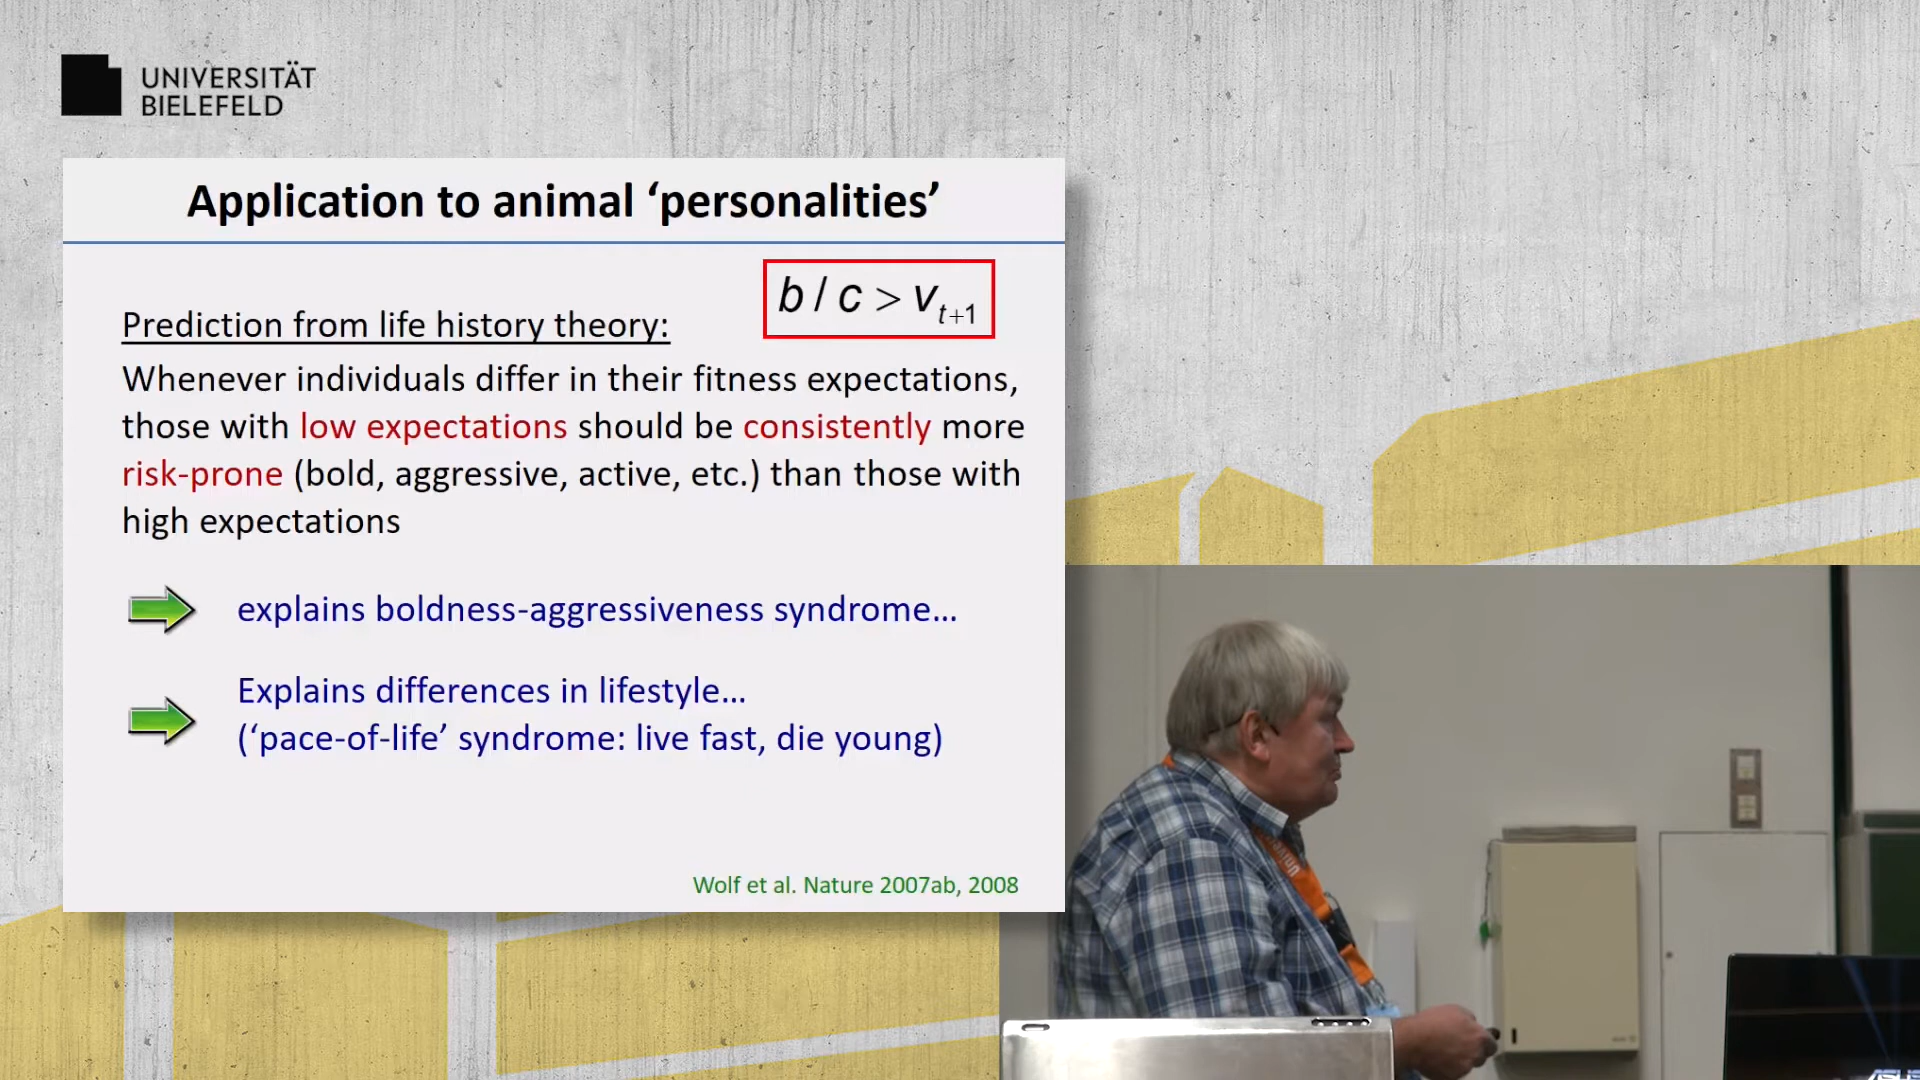 UNIVERSITÄT
BIELEFELD
Application to animal ‘personalities’
b / c > v_{t+1}
Prediction from life history theory:
Whenever individuals differ in their fitness expectations,
those with low expectations should be consistently more
risk-prone (bold, aggressive, active, etc.) than those with
high expectations
explains boldness-aggressiveness syndrome...
Explains differences in lifestyle...
(‘pace-of-life’ syndrome: live fast, die young)
Wolf et al. Nature 2007ab, 2008